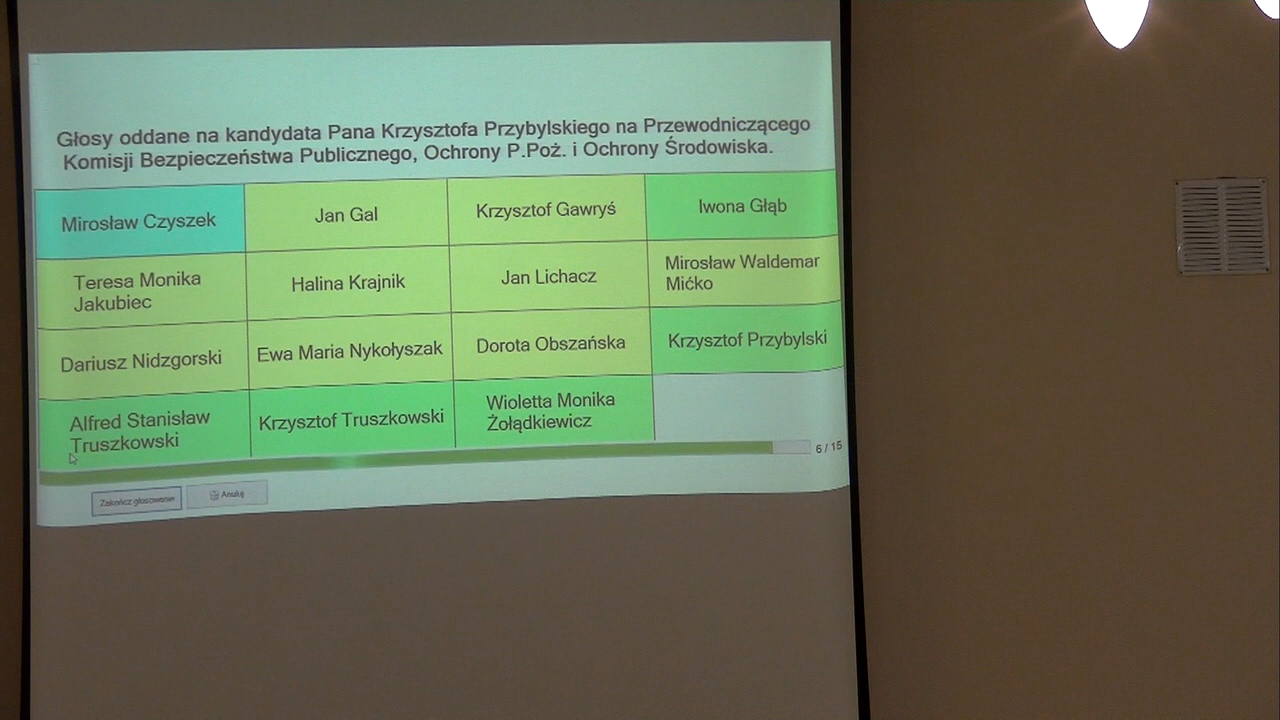 Głosy oddane na kandydata Pana Krzysztofa Przybylskiego na Przewodniczącego
Komisji Bezpieczeństwa Publicznego, Ochrony P.Poż. i Ochrony Środowiska.
Mirosław Czyszek
Jan Gal
Krzysztof Gawryś
Iwona Głąb
Teresa Monika
Jakubiec
Halina Krajnik
Jan Lichacz
Mirosław Waldemar
Mićko
Dariusz Nidzgorski
Ewa Maria Nykołyszak
Dorota Obszańska
Krzysztof Przybylski
Alfred Stanisław
Truszkowski
Krzysztof Truszkowski
Wioletta Monika
Żołądkiewicz
6 / 15
Zakończ głosowanie
Anuluj